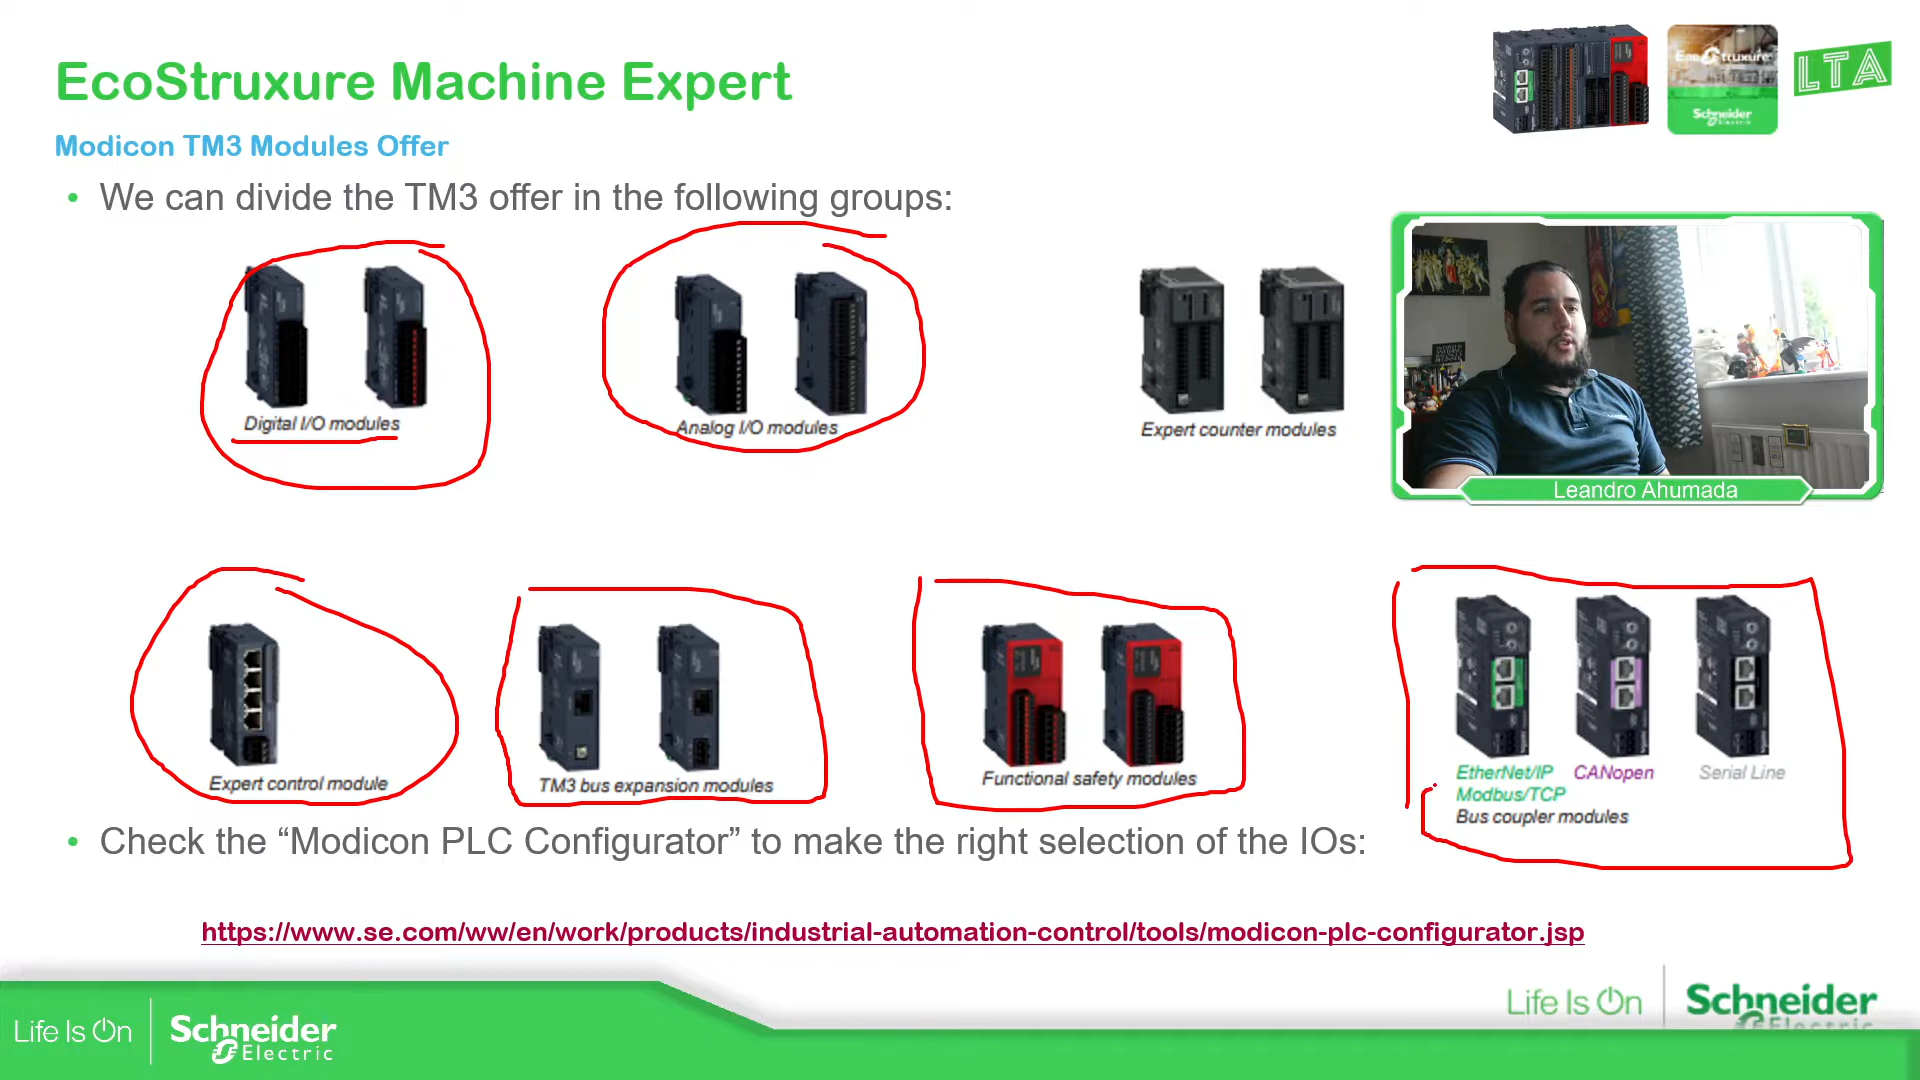 EcoStruxure Machine Expert
EcoStruxure
Schneider
Electric
LTA
Modicon TM3 Modules Offer
• We can divide the TM3 offer in the following groups:
Digital I/O modules
Analog I/O modules
Expert counter modules
Leandro Ahumada
Expert control module
TM3 bus expansion modules
Functional safety modules
EtherNet/IP
Modbus/TCP
CANopen
Serial Line
Bus coupler modules
• Check the “Modicon PLC Configurator” to make the right selection of the IOs:
https://www.se.com/ww/en/work/products/industrial-automation-control/tools/modicon-plc-configurator.jsp
Life Is On
Schneider
Electric
Life Is On
Schneider
Electric